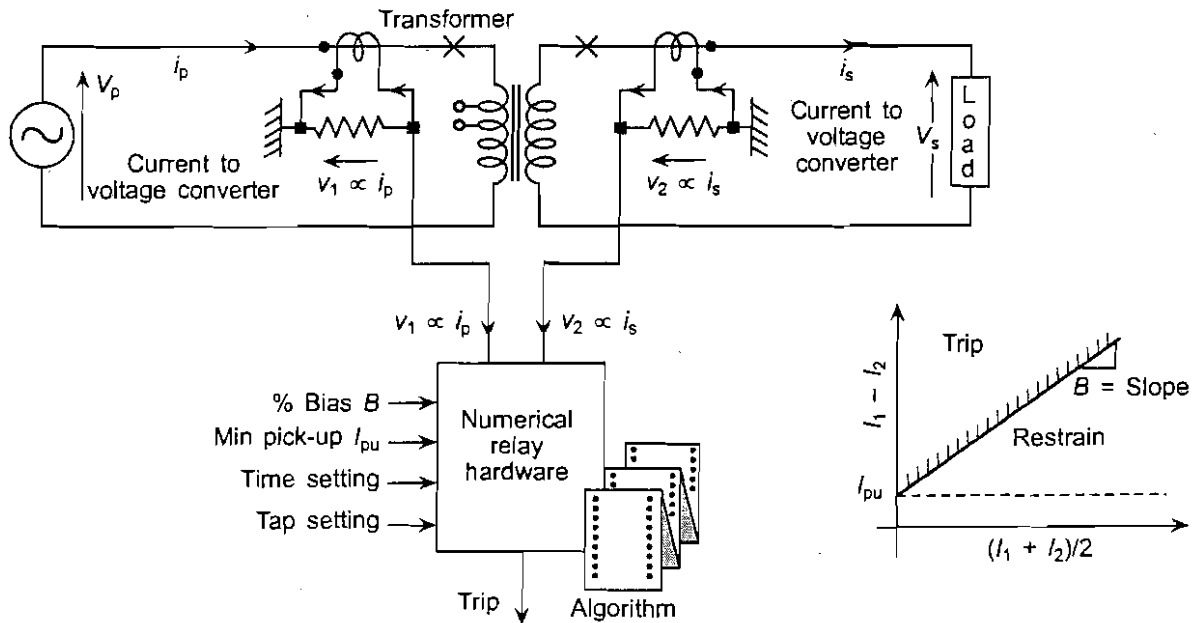 Transformer
i_p
i_s
V_p
V_s
Load
Current to
voltage converter
v_1 ∝ i_p
v_2 ∝ i_s
Current to
voltage
converter
v_1 ∝ i_p
v_2 ∝ i_s
% Bias B
Min pick-up I_pu
Time setting
Tap setting
Numerical
relay
hardware
Trip
Algorithm
I_1 − I_2
Trip
B = Slope
Restrain
I_pu
(I_1 + I_2)/2